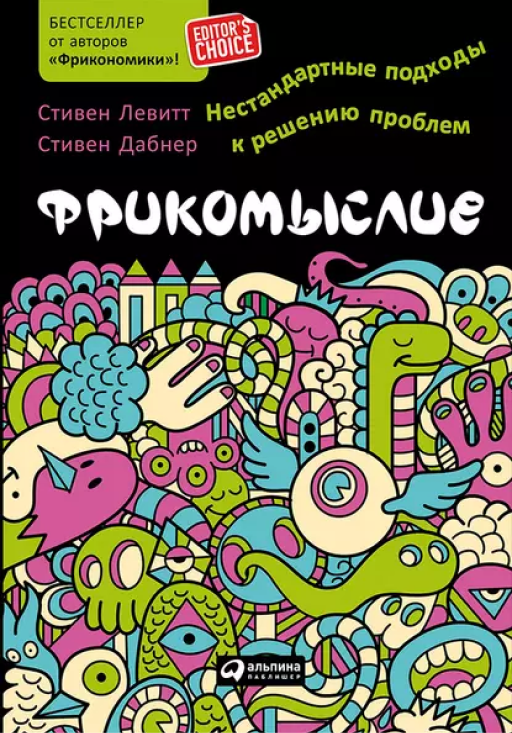 БЕСТСЕЛЛЕР
от авторов
«Фрикономики»!
EDITOR'S
CHOICE
Стивен Левитт
Стивен Дабнер
Нестандартные подходы
к решению проблем
ФРИКОМЫСЛИЕ
альпина
ПАБЛИШЕР